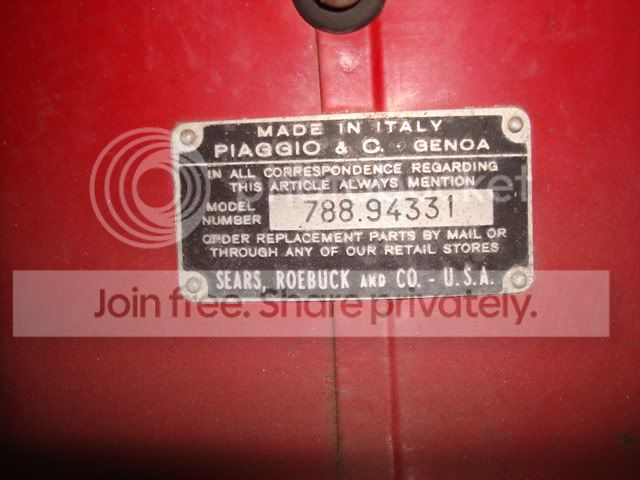 MADE IN ITALY
PIAGGIO & C. GENOA
IN ALL CORRESPONDENCE REGARDING
THIS ARTICLE ALWAYS MENTION
MODEL
NUMBER 788.94331
ORDER REPLACEMENT PARTS BY MAIL OR
THROUGH ANY OF OUR RETAIL STORES
SEARS, ROEBUCK AND CO. - U.S.A.
Join free. Share privately.